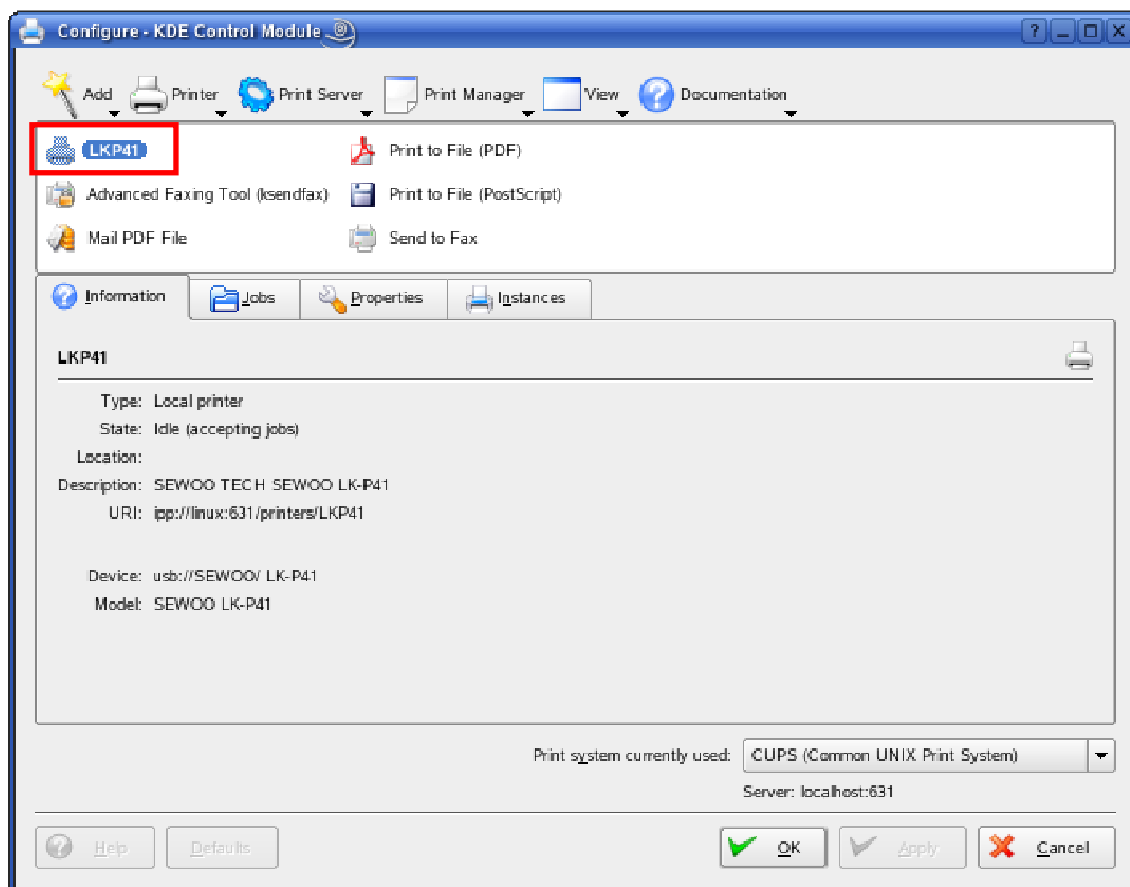 Configure - KDE Control Module
Add Printer Print Server Print Manager View Documentation
LKP41 Print to File (PDF)
Advanced Faxing Tool (ksendfax) Print to File (PostScript)
Mail PDF File Send to Fax
Information Jobs Properties Instances
LKP41
Type: Local printer
State: Idle (accepting jobs)
Location:
Description: SEWOO TECH SEWOO LK-P41
URI: ipp://linux:631/printers/LKP41
Device: usb://SEWOO/ LK-P41
Model: SEWOO LK-P41
Print system currently used: CUPS (Common UNIX Print System)
Server: localhost:631
Help Defaults OK Apply Cancel